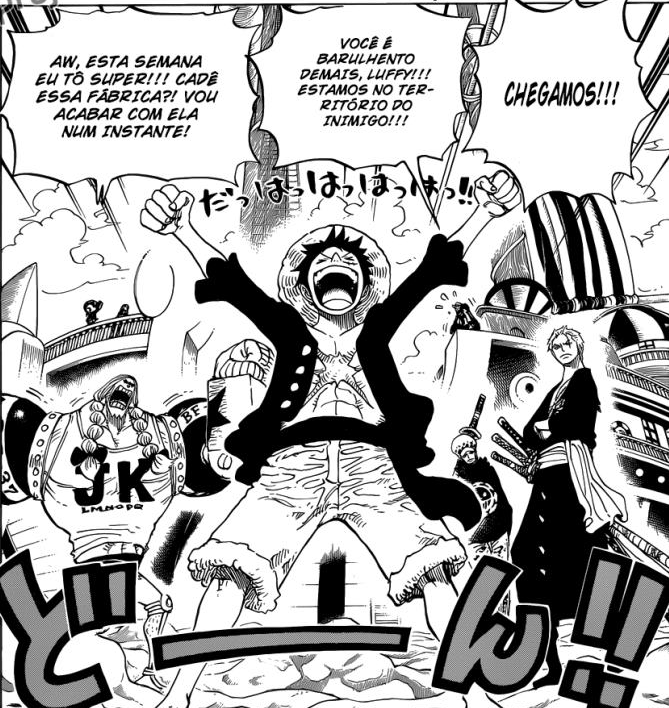 CHEGAMOS!!!
VOCÊ É
BARULHENTO
DEMAIS, LUFFY!!!
ESTAMOS NO TER-
RITÓRIO DO
INIMIGO!!!
AW, ESTA SEMANA
EU TÔ SUPER!!! CADÊ
ESSA FÁBRICA?! VOU
ACABAR COM ELA
NUM INSTANTE!
だっはっはっはっはっ!!
BF-
JK
LMNOPQ
どーん!!